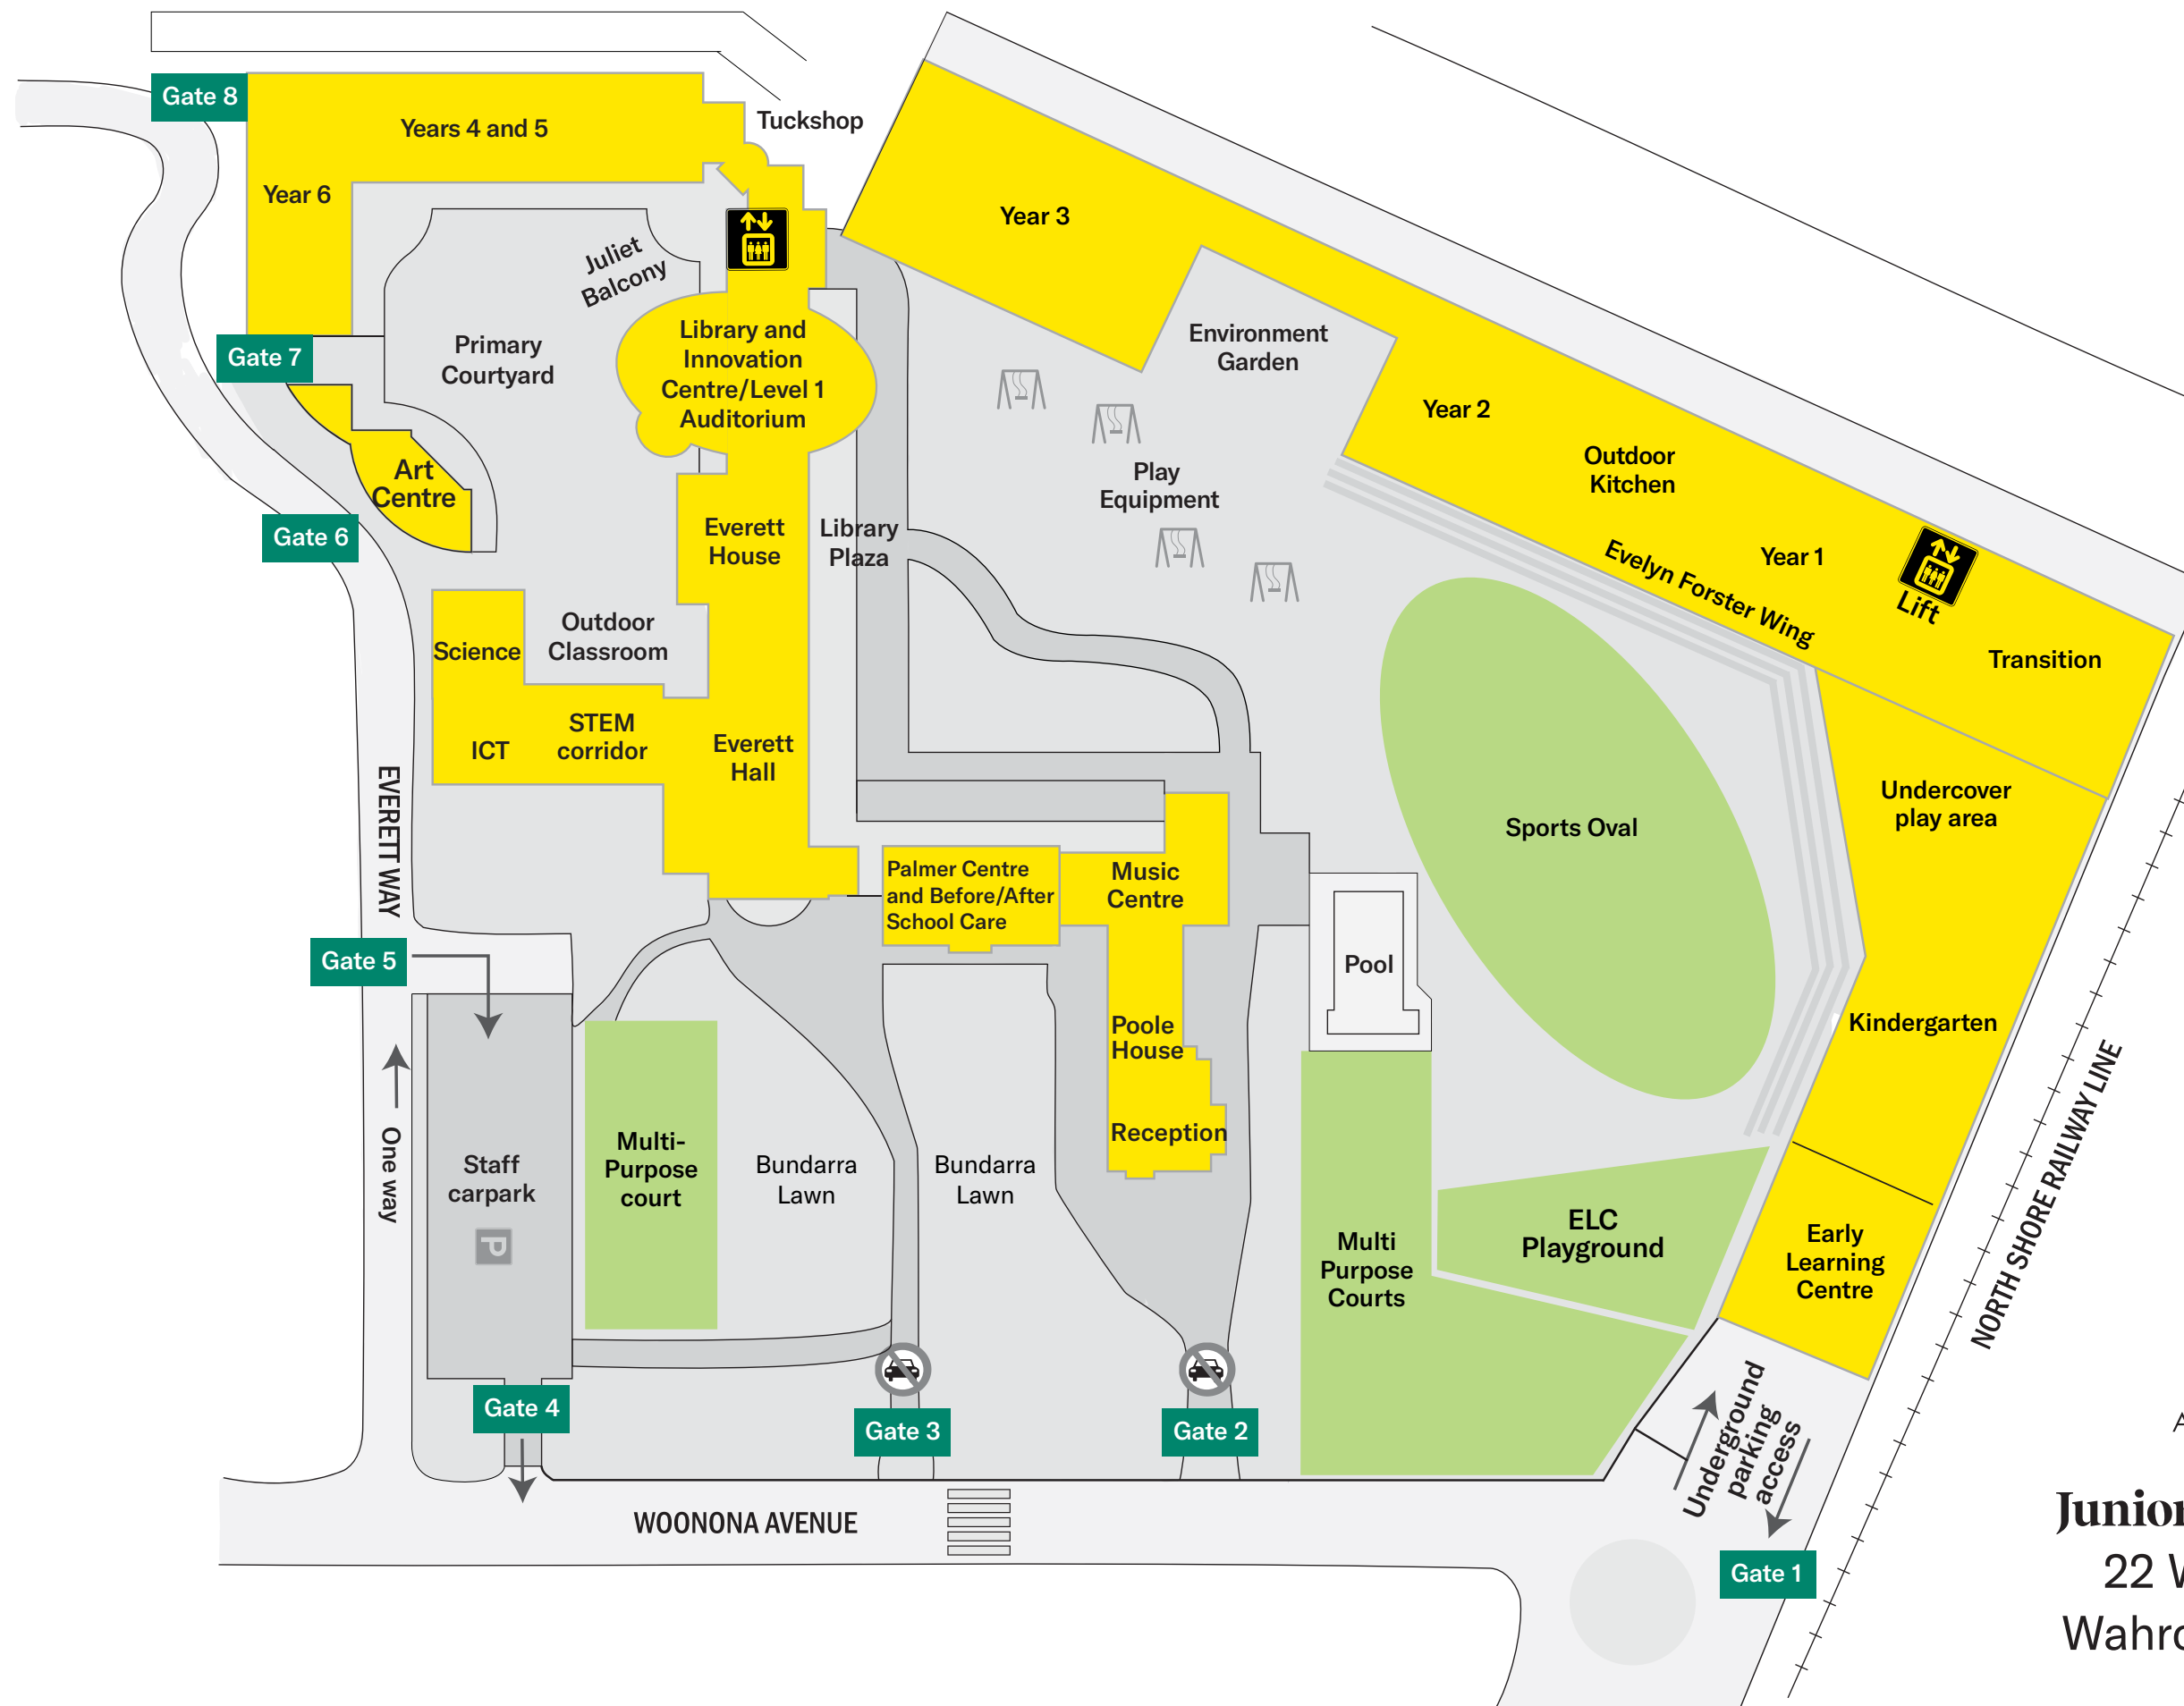 Gate 8
Years 4 and 5
Tuckshop
Year 6
Year 3
Juliet
Balcony
Gate 7
Primary
Courtyard
Library and
Innovation
Centre/Level 1
Auditorium
Environment
Garden
Year 2
Outdoor
Kitchen
Play
Equipment
Art
Centre
Gate 6
Everett
House
Library
Plaza
Year 1
Evelyn Forster Wing
Lift
Transition
Science
Outdoor
Classroom
ICT
STEM
corridor
Everett
Hall
Undercover
play area
Sports Oval
EVERETT WAY
Palmer Centre
and Before/After
School Care
Music
Centre
Gate 5
Pool
Poole
House
Kindergarten
Reception
One way
Staff
carpark
P
Multi-
Purpose
court
Bundarra
Lawn
Bundarra
Lawn
Multi
Purpose
Courts
ELC
Playground
Early
Learning
Centre
NORTH SHORE RAILWAY LINE
Gate 4
Gate 3
Gate 2
Underground
parking
access
WOONONA AVENUE
Gate 1
Junior
22 W
Wahro